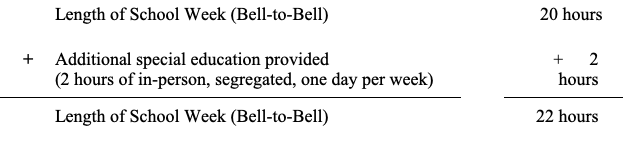 Length of School Week (Bell-to-Bell) 20 hours
+ Additional special education provided + 2
(2 hours of in-person, segregated, one day per week) hours
Length of School Week (Bell-to-Bell) 22 hours